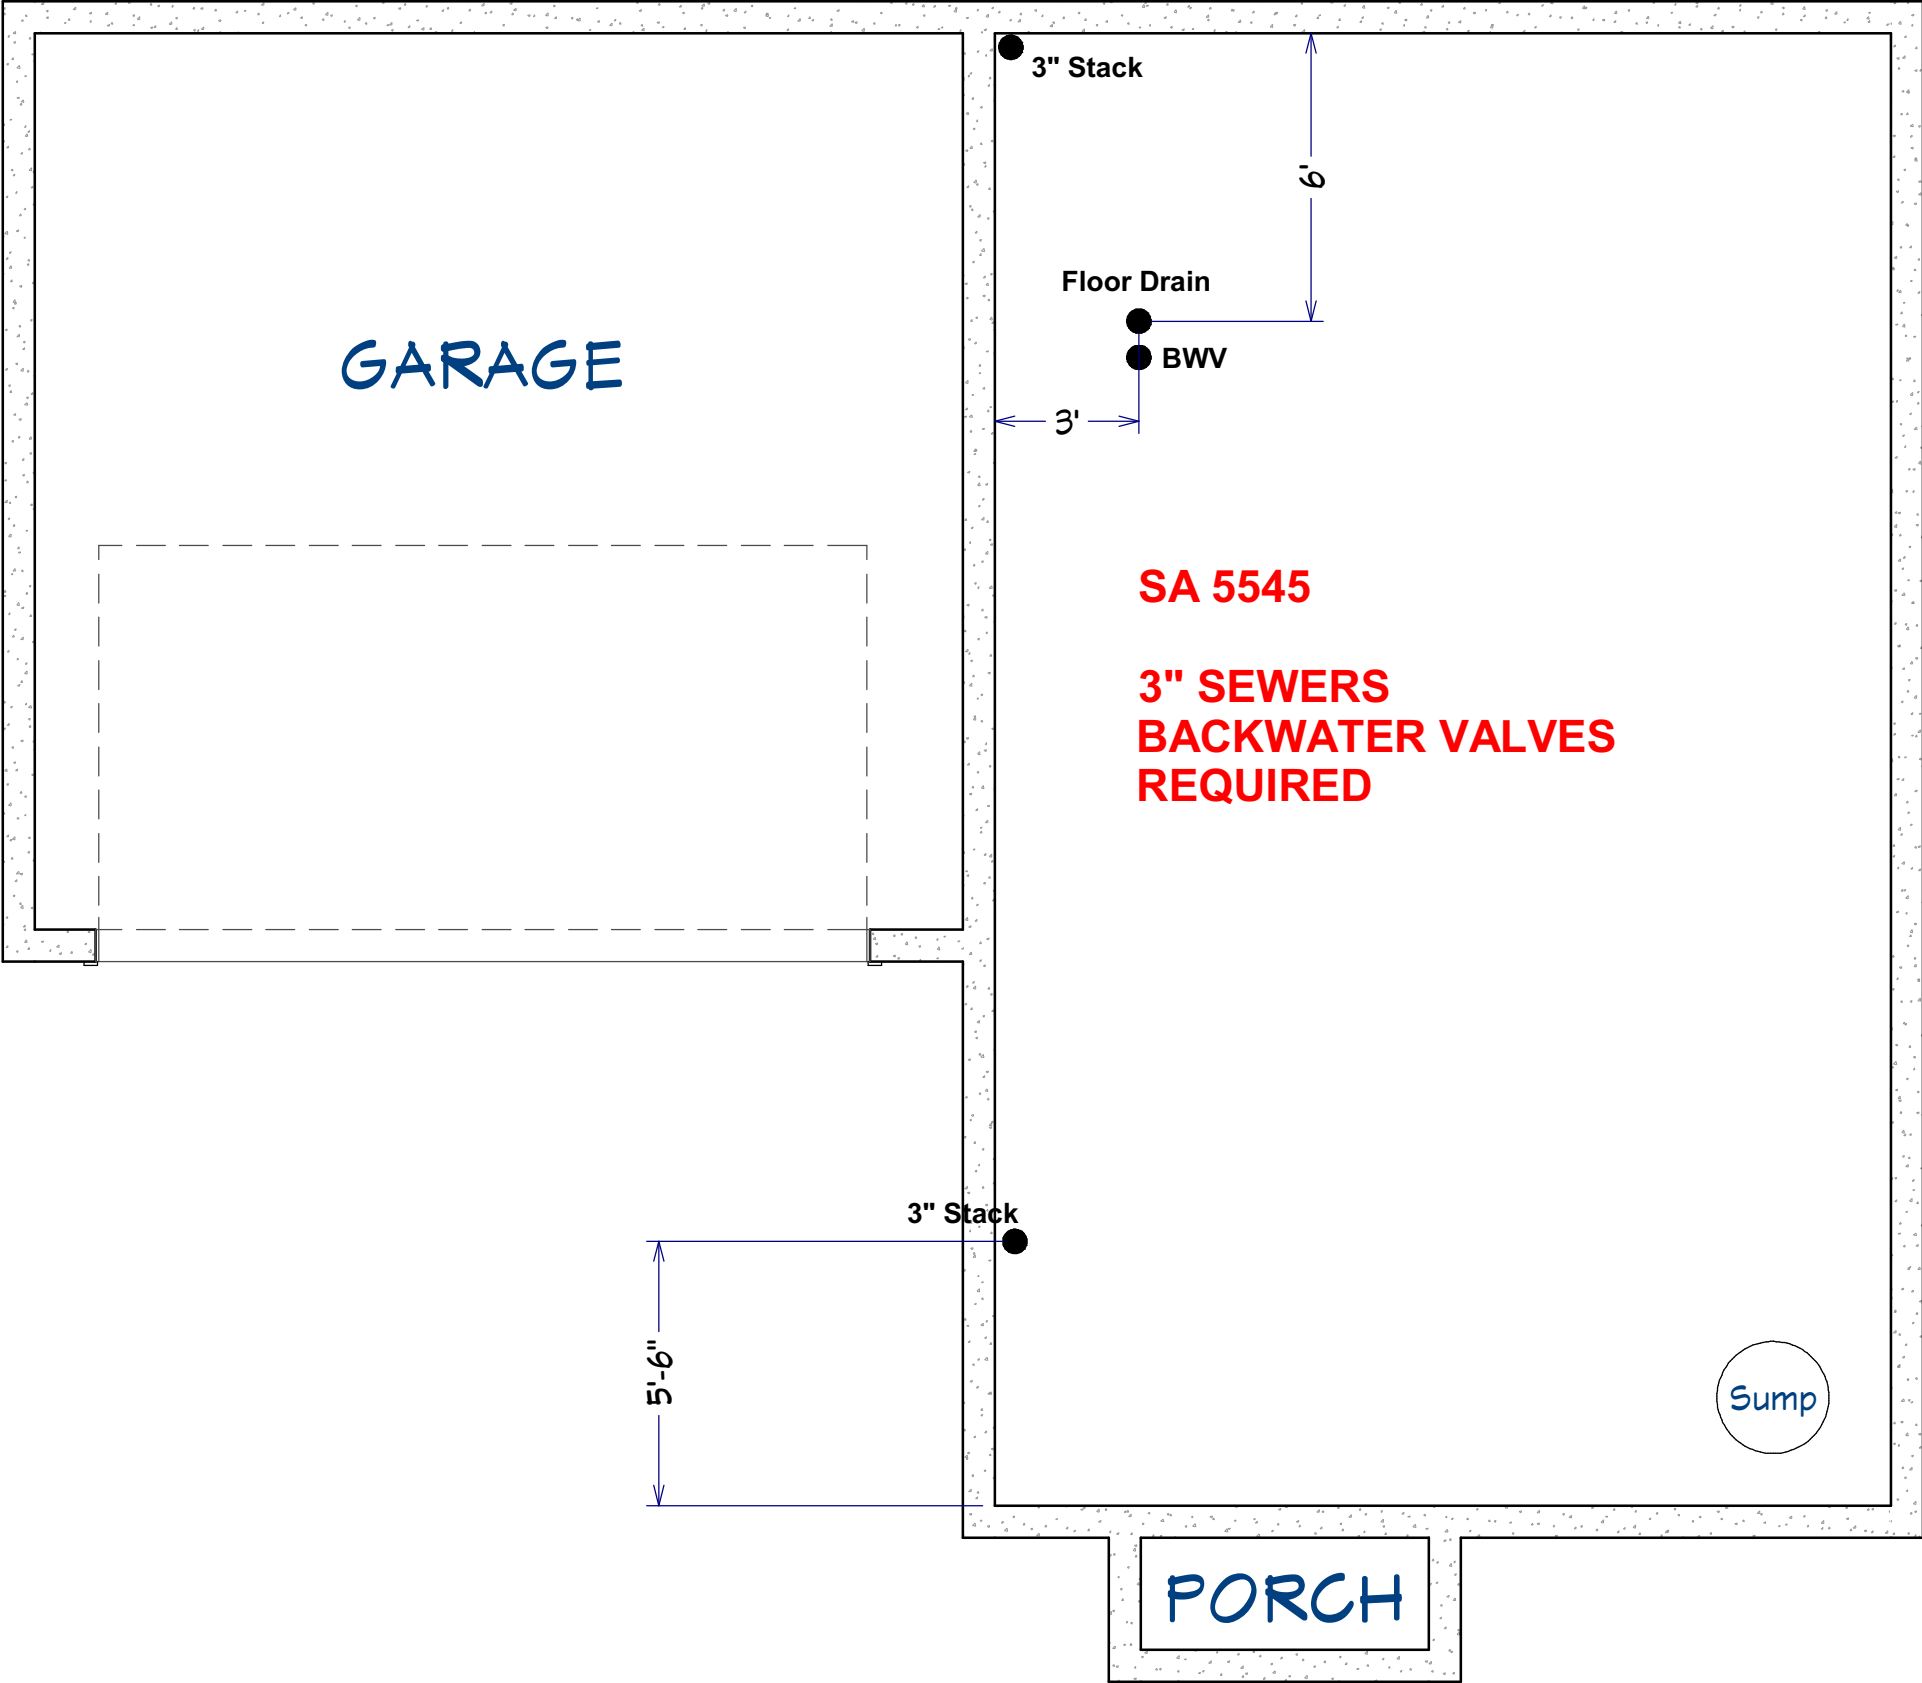 3" Stack
6'
Floor Drain
GARAGE
BWV
3'
SA 5545
3" SEWERS
BACKWATER VALVES
REQUIRED
3" Stack
5'-6"
Sump
PORCH